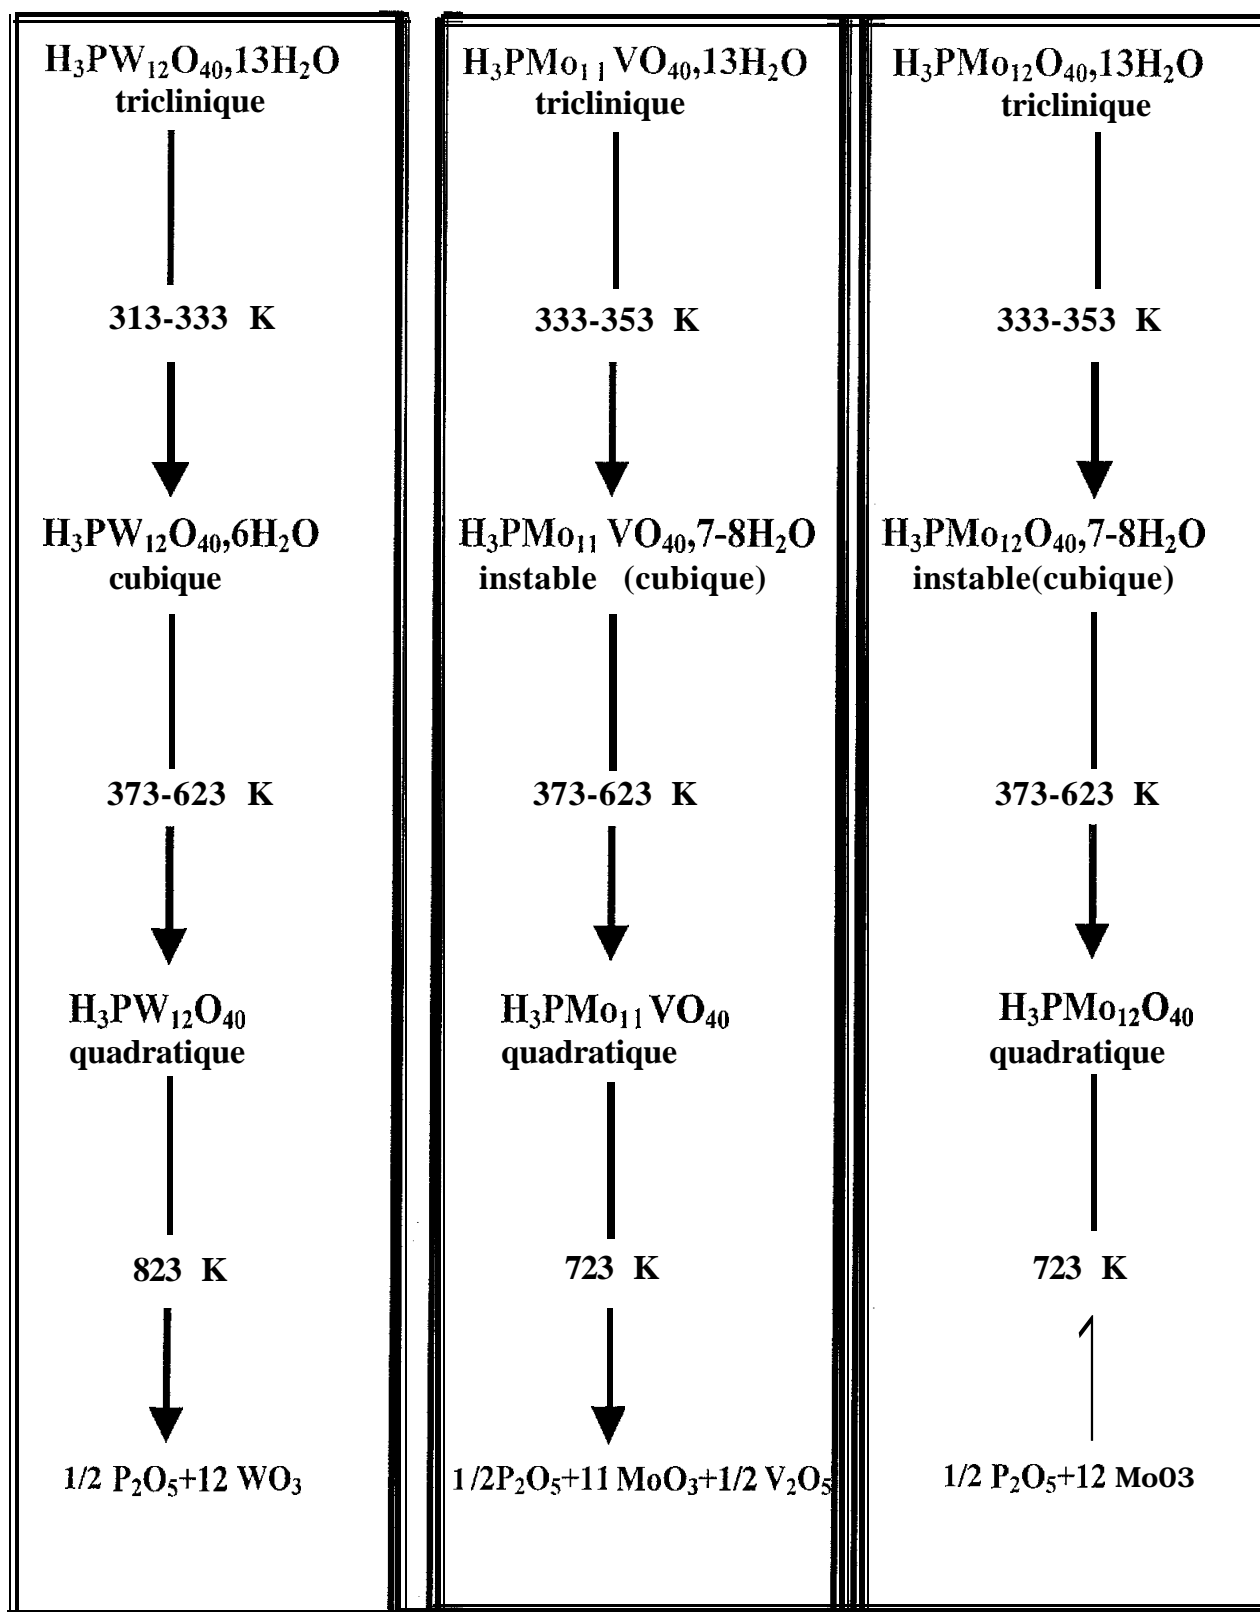 H₃PW₁₂O₄₀,13H₂O
triclinique
313-333 K
H₃PW₁₂O₄₀,6H₂O
cubique
373-623 K
H₃PW₁₂O₄₀
quadratique
823 K
1/2 P₂O₅+12 WO₃
H₃PMo₁₁ VO₄₀,13H₂O
triclinique
333-353 K
H₃PMo₁₁ VO₄₀,7-8H₂O
instable (cubique)
373-623 K
H₃PMo₁₁ VO₄₀
quadratique
723 K
1/2P₂O₅+11 MoO₃+1/2 V₂O₅
H₃PMo₁₂O₄₀,13H₂O
triclinique
333-353 K
H₃PMo₁₂O₄₀,7-8H₂O
instable(cubique)
373-623 K
H₃PMo₁₂O₄₀
quadratique
723 K
1/2 P₂O₅+12 MoO3